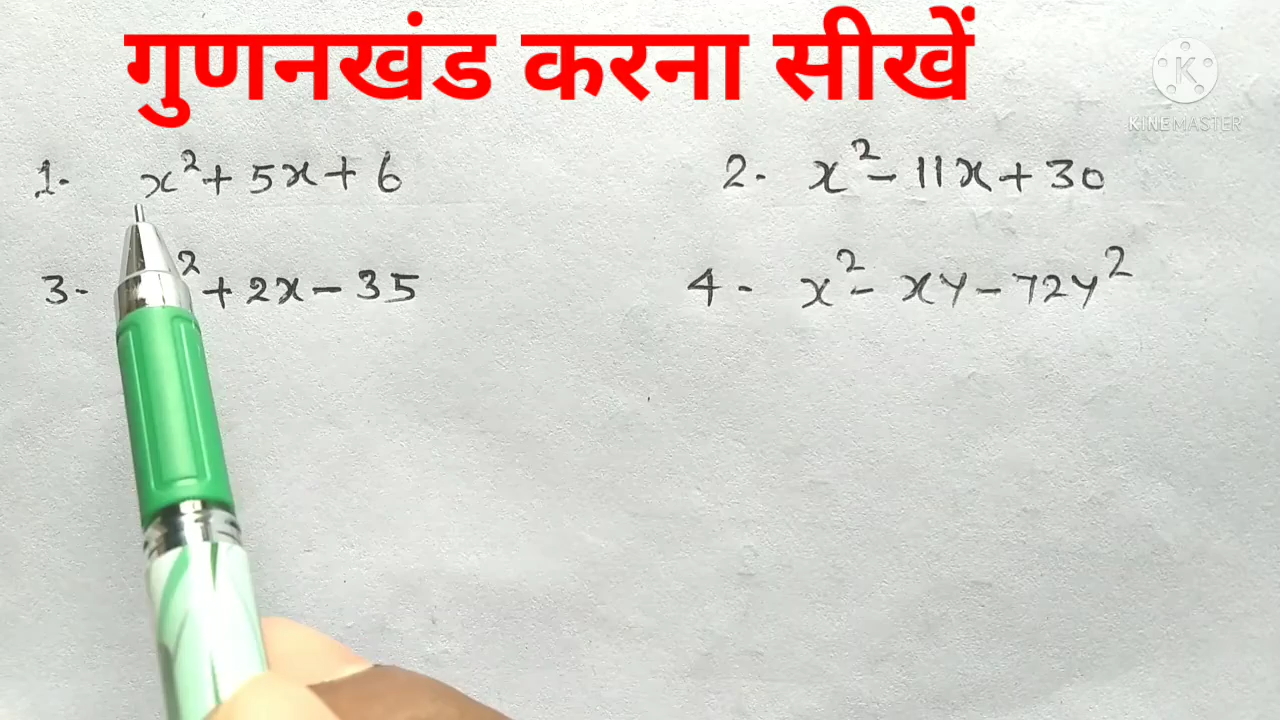 गुणनखंड करना सीखें
K
KINEMASTER
1. x² + 5x + 6
2. x² - 11x + 30
3. ² + 2x - 35
4. x² - xy - 72y²